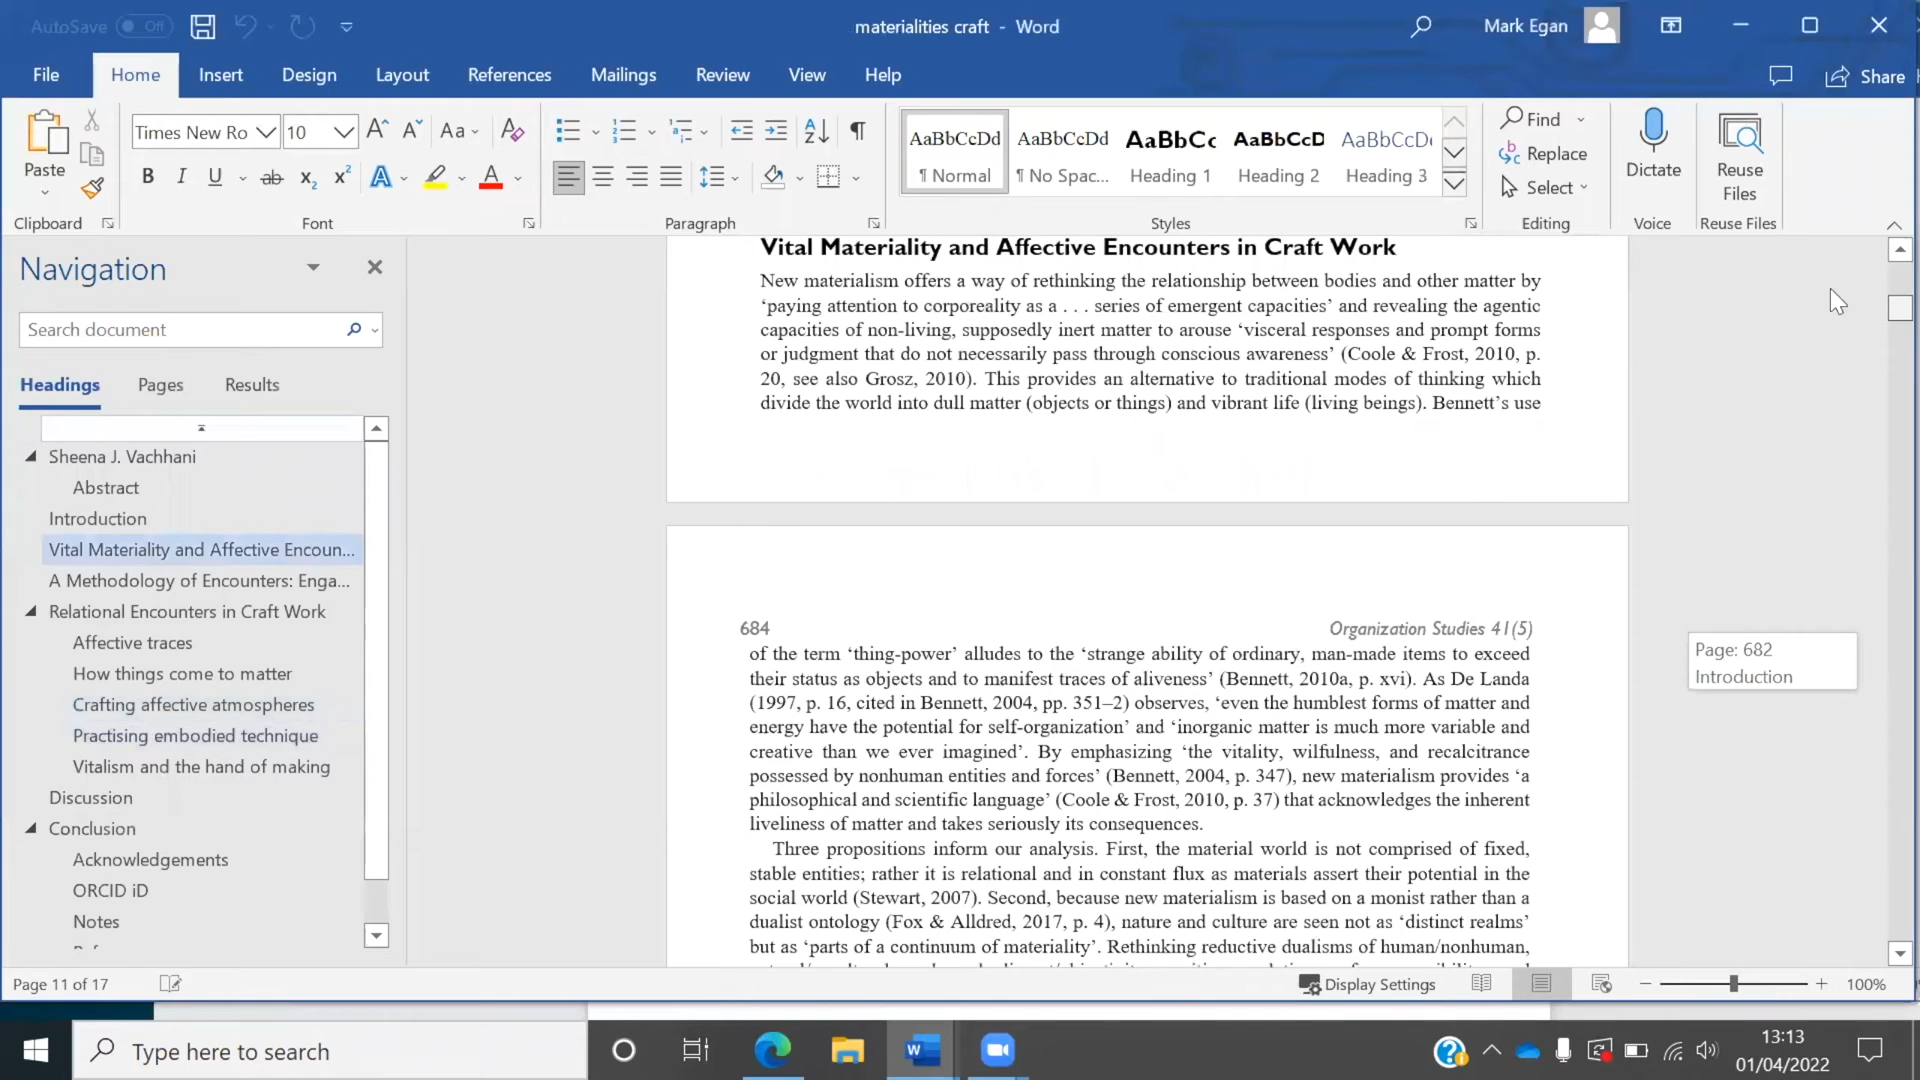 AutoSave Off
materialities craft - Word
Mark Egan
File Home Insert Design Layout References Mailings Review View Help
Share
Paste
Times New Ro 10
Aa
B I U ab x₂ x² A A
AaBbCcDd AaBbCcDd AaBbCc AaBbCcD AaBbCcD
¶ Normal ¶ No Spac... Heading 1 Heading 2 Heading 3
Find
Replace
Select
Dictate
Reuse
Files
Clipboard Font Paragraph Styles Editing Voice Reuse Files
Navigation
Search document
Headings Pages Results
Sheena J. Vachhani
Abstract
Introduction
Vital Materiality and Affective Encoun...
A Methodology of Encounters: Enga...
Relational Encounters in Craft Work
Affective traces
How things come to matter
Crafting affective atmospheres
Practising embodied technique
Vitalism and the hand of making
Discussion
Conclusion
Acknowledgements
ORCID iD
Notes
Vital Materiality and Affective Encounters in Craft Work
New materialism offers a way of rethinking the relationship between bodies and other matter by
‘paying attention to corporeality as a . . . series of emergent capacities’ and revealing the agentic
capacities of non-living, supposedly inert matter to arouse ‘visceral responses and prompt forms
or judgment that do not necessarily pass through conscious awareness’ (Coole & Frost, 2010, p.
20, see also Grosz, 2010). This provides an alternative to traditional modes of thinking which
divide the world into dull matter (objects or things) and vibrant life (living beings). Bennett’s use
684 Organization Studies 41(5)
of the term ‘thing-power’ alludes to the ‘strange ability of ordinary, man-made items to exceed
their status as objects and to manifest traces of aliveness’ (Bennett, 2010a, p. xvi). As De Landa
(1997, p. 16, cited in Bennett, 2004, pp. 351–2) observes, ‘even the humblest forms of matter and
energy have the potential for self-organization’ and ‘inorganic matter is much more variable and
creative than we ever imagined’. By emphasizing ‘the vitality, wilfulness, and recalcitrance
possessed by nonhuman entities and forces’ (Bennett, 2004, p. 347), new materialism provides ‘a
philosophical and scientific language’ (Coole & Frost, 2010, p. 37) that acknowledges the inherent
liveliness of matter and takes seriously its consequences.
Three propositions inform our analysis. First, the material world is not comprised of fixed,
stable entities; rather it is relational and in constant flux as materials assert their potential in the
social world (Stewart, 2007). Second, because new materialism is based on a monist rather than a
dualist ontology (Fox & Alldred, 2017, p. 4), nature and culture are seen not as ‘distinct realms’
but as ‘parts of a continuum of materiality’. Rethinking reductive dualisms of human/nonhuman,
Page: 682
Introduction
Page 11 of 17
Display Settings
100%
Type here to search
13:13
01/04/2022